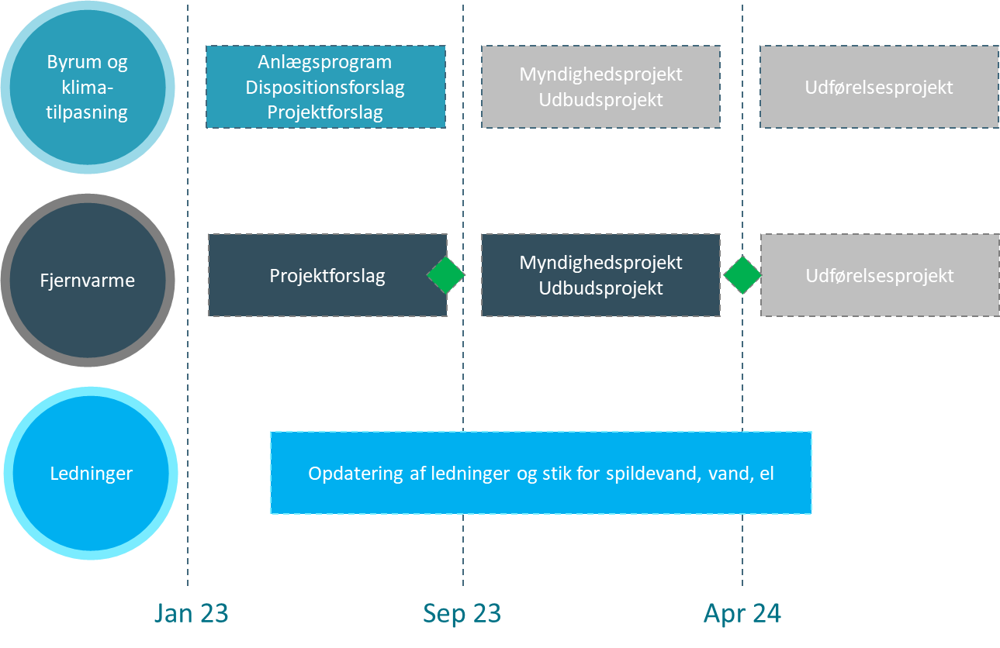 Byrum og
klima-
tilpasning
Anlægsprogram
Dispositionsforslag
Projektforslag
Myndighedsprojekt
Udbudsprojekt
Udførelsesprojekt
Fjernvarme
Projektforslag
Myndighedsprojekt
Udbudsprojekt
Udførelsesprojekt
Ledninger
Opdatering af ledninger og stik for spildevand, vand, el
Jan 23
Sep 23
Apr 24